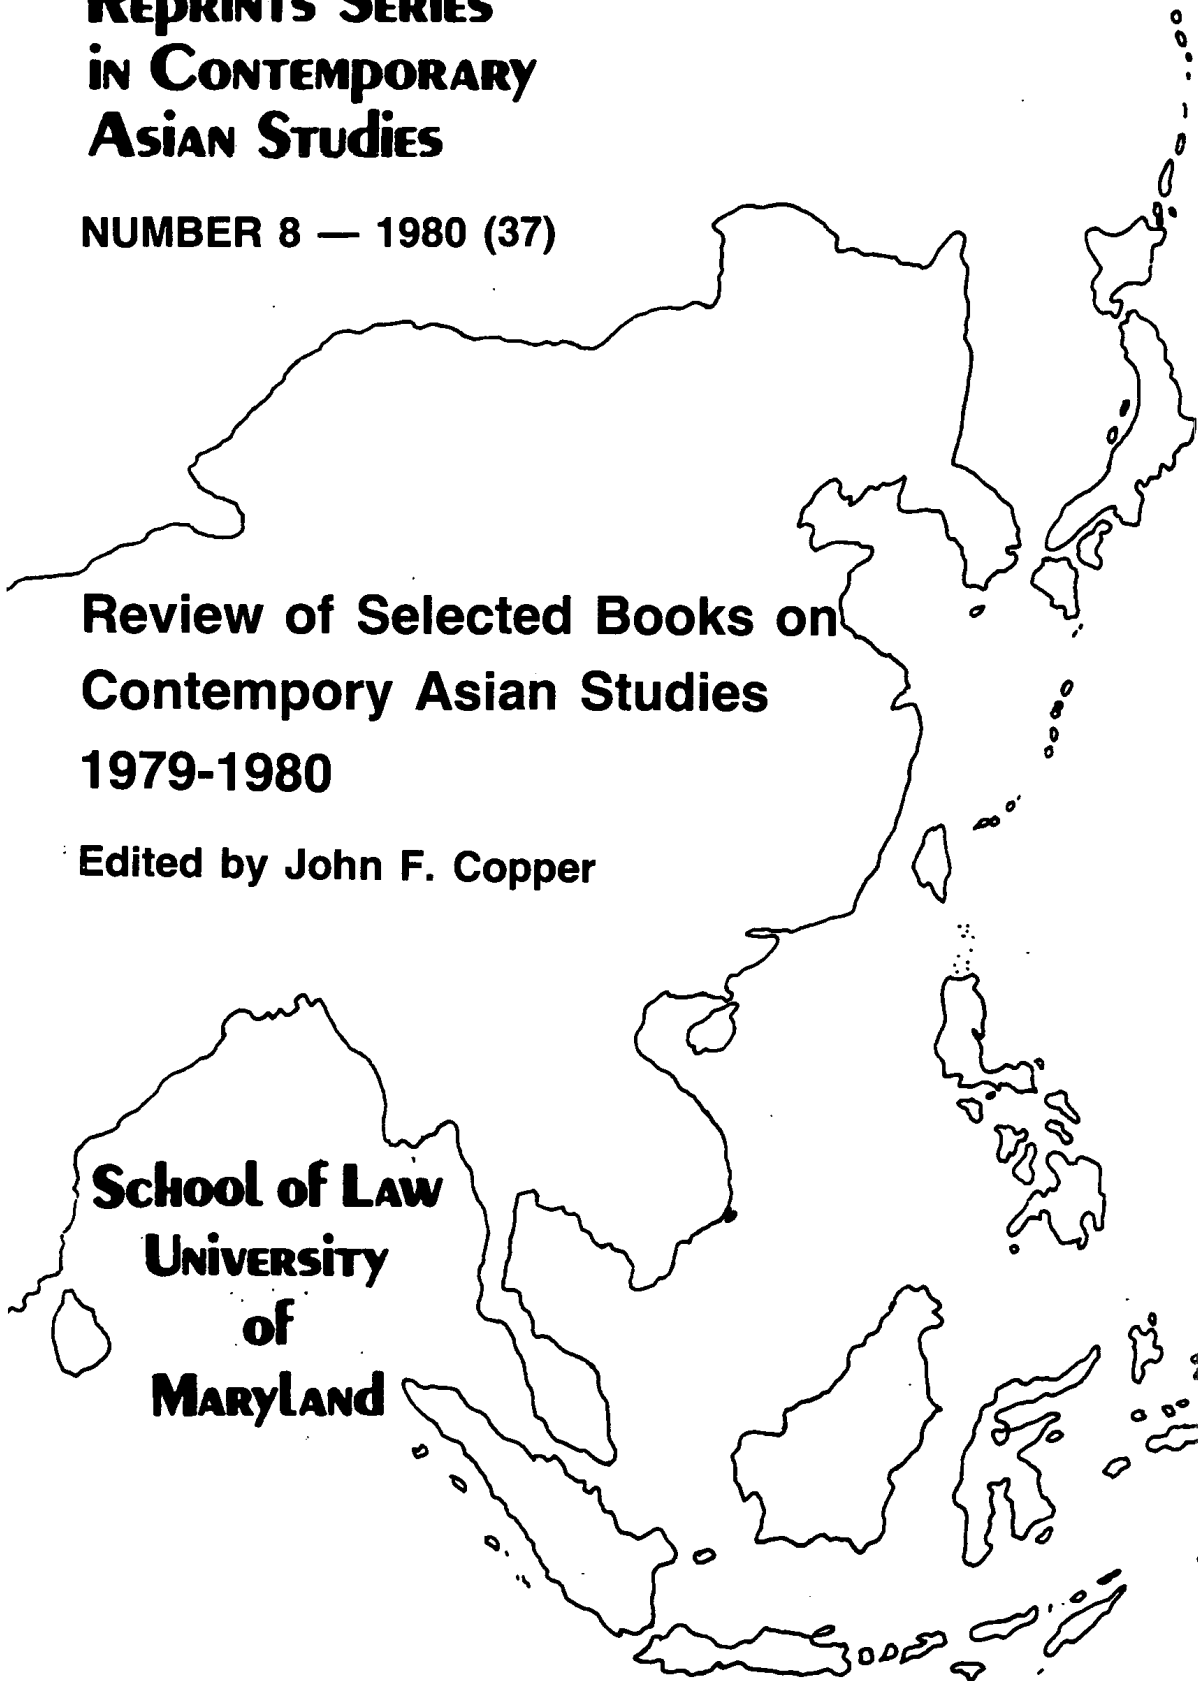 Reprints Series
in Contemporary
Asian Studies
NUMBER 8 — 1980 (37)
Review of Selected Books on
Contempory Asian Studies
1979-1980
Edited by John F. Copper
School of Law
University
of
Maryland